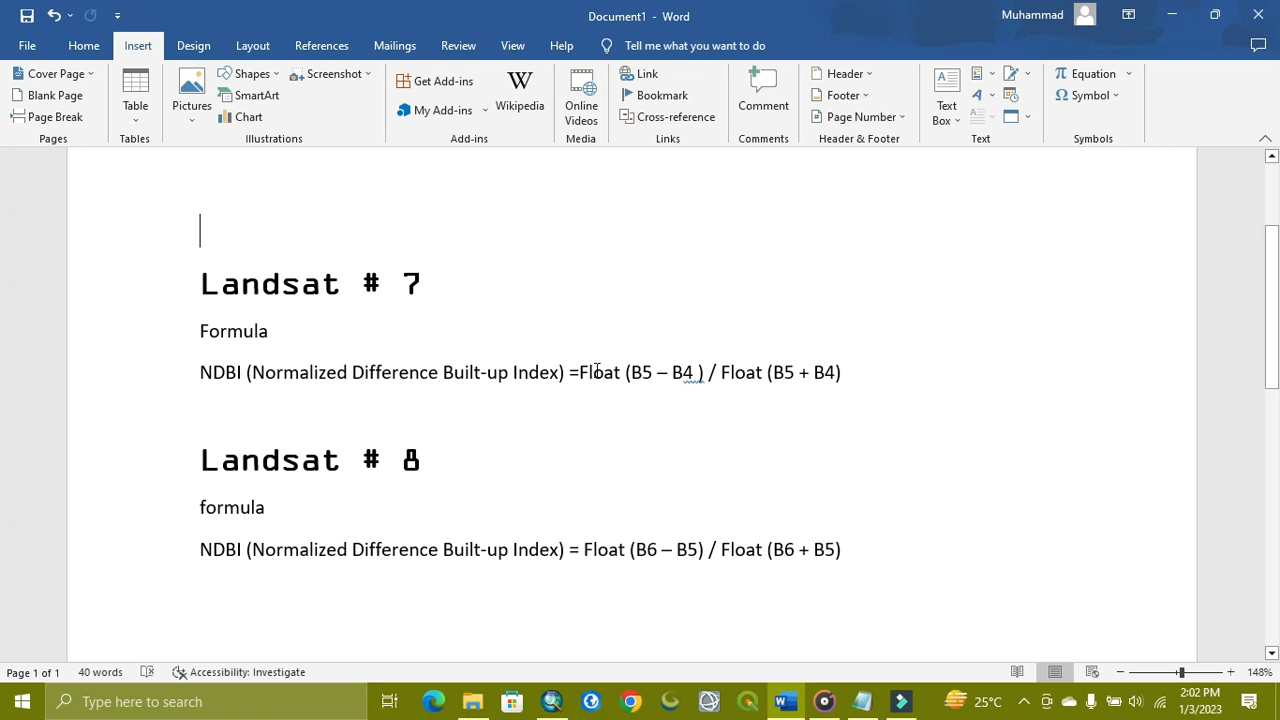 Document1 - Word
Muhammad
File Home Insert Design Layout References Mailings Review View Help Tell me what you want to do
Cover Page
Blank Page
Page Break
Pages
Table
Tables
Pictures
Shapes
SmartArt
Chart
Screenshot
Illustrations
Get Add-ins
My Add-ins
Wikipedia
Add-ins
Online Videos
Media
Link
Bookmark
Cross-reference
Links
Comment
Comments
Header
Footer
Page Number
Header & Footer
Text Box
A
Text
Equation
Symbol
Symbols
Landsat # 7
Formula
NDBI (Normalized Difference Built-up Index) =Float (B5 – B4 ) / Float (B5 + B4)
Landsat # 8
formula
NDBI (Normalized Difference Built-up Index) = Float (B6 – B5) / Float (B6 + B5)
Page 1 of 1 40 words Accessibility: Investigate 148%
Type here to search
25°C
2:02 PM
1/3/2023